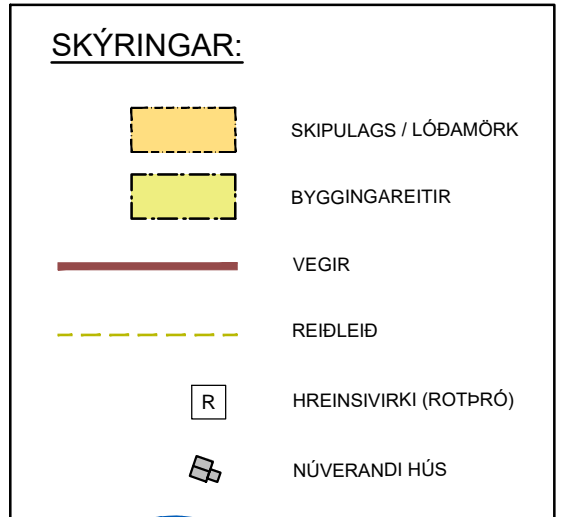 SKÝRINGAR:
SKIPULAGS / LÓÐAMÖRK
BYGGINGAREITIR
VEGIR
REIÐLEIÐ
R HREINSIVIRKI (ROTÞRÓ)
NÚVERANDI HÚS